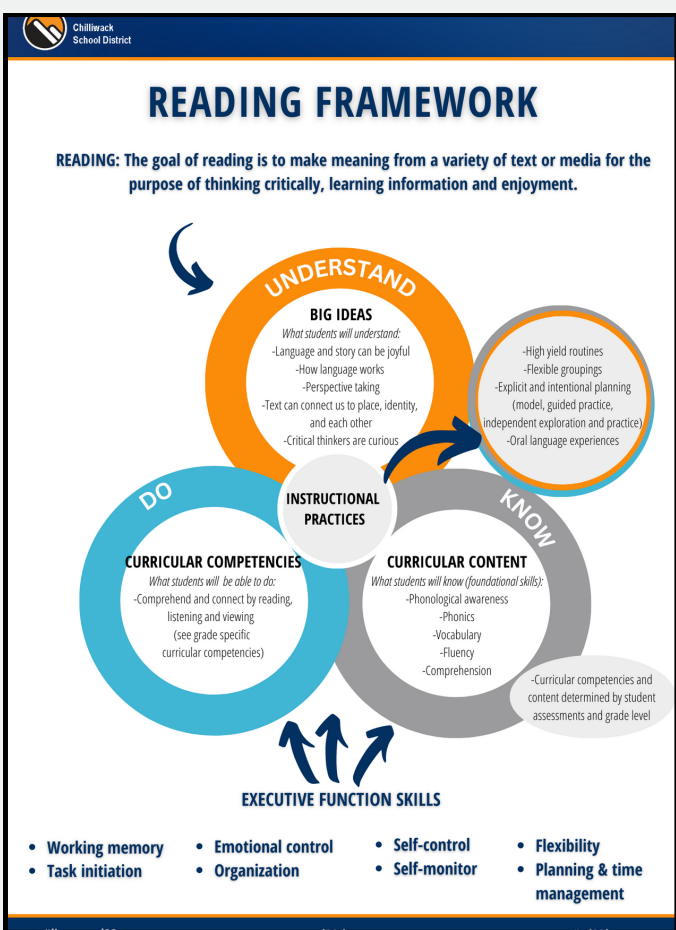 Chilliwack
School District
READING FRAMEWORK
READING: The goal of reading is to make meaning from a variety of text or media for the
purpose of thinking critically, learning information and enjoyment.
UNDERSTAND
BIG IDEAS
What students will understand:
-Language and story can be joyful
-How language works
-Perspective taking
-Text can connect us to place, identity,
and each other
-Critical thinkers are curious
-High yield routines
-Flexible groupings
-Explicit and intentional planning
(model, guided practice,
independent exploration and practice)
-Oral language experiences
INSTRUCTIONAL
PRACTICES
DO
CURRICULAR COMPETENCIES
What students will be able to do:
-Comprehend and connect by reading,
listening and viewing
(see grade specific
curricular competencies)
KNOW
CURRICULAR CONTENT
What students will know (foundational skills):
-Phonological awareness
-Phonics
-Vocabulary
-Fluency
-Comprehension
-Curricular competencies and
content determined by student
assessments and grade level
EXECUTIVE FUNCTION SKILLS
• Working memory
• Task initiation
• Emotional control
• Organization
• Self-control
• Self-monitor
• Flexibility
• Planning & time
management